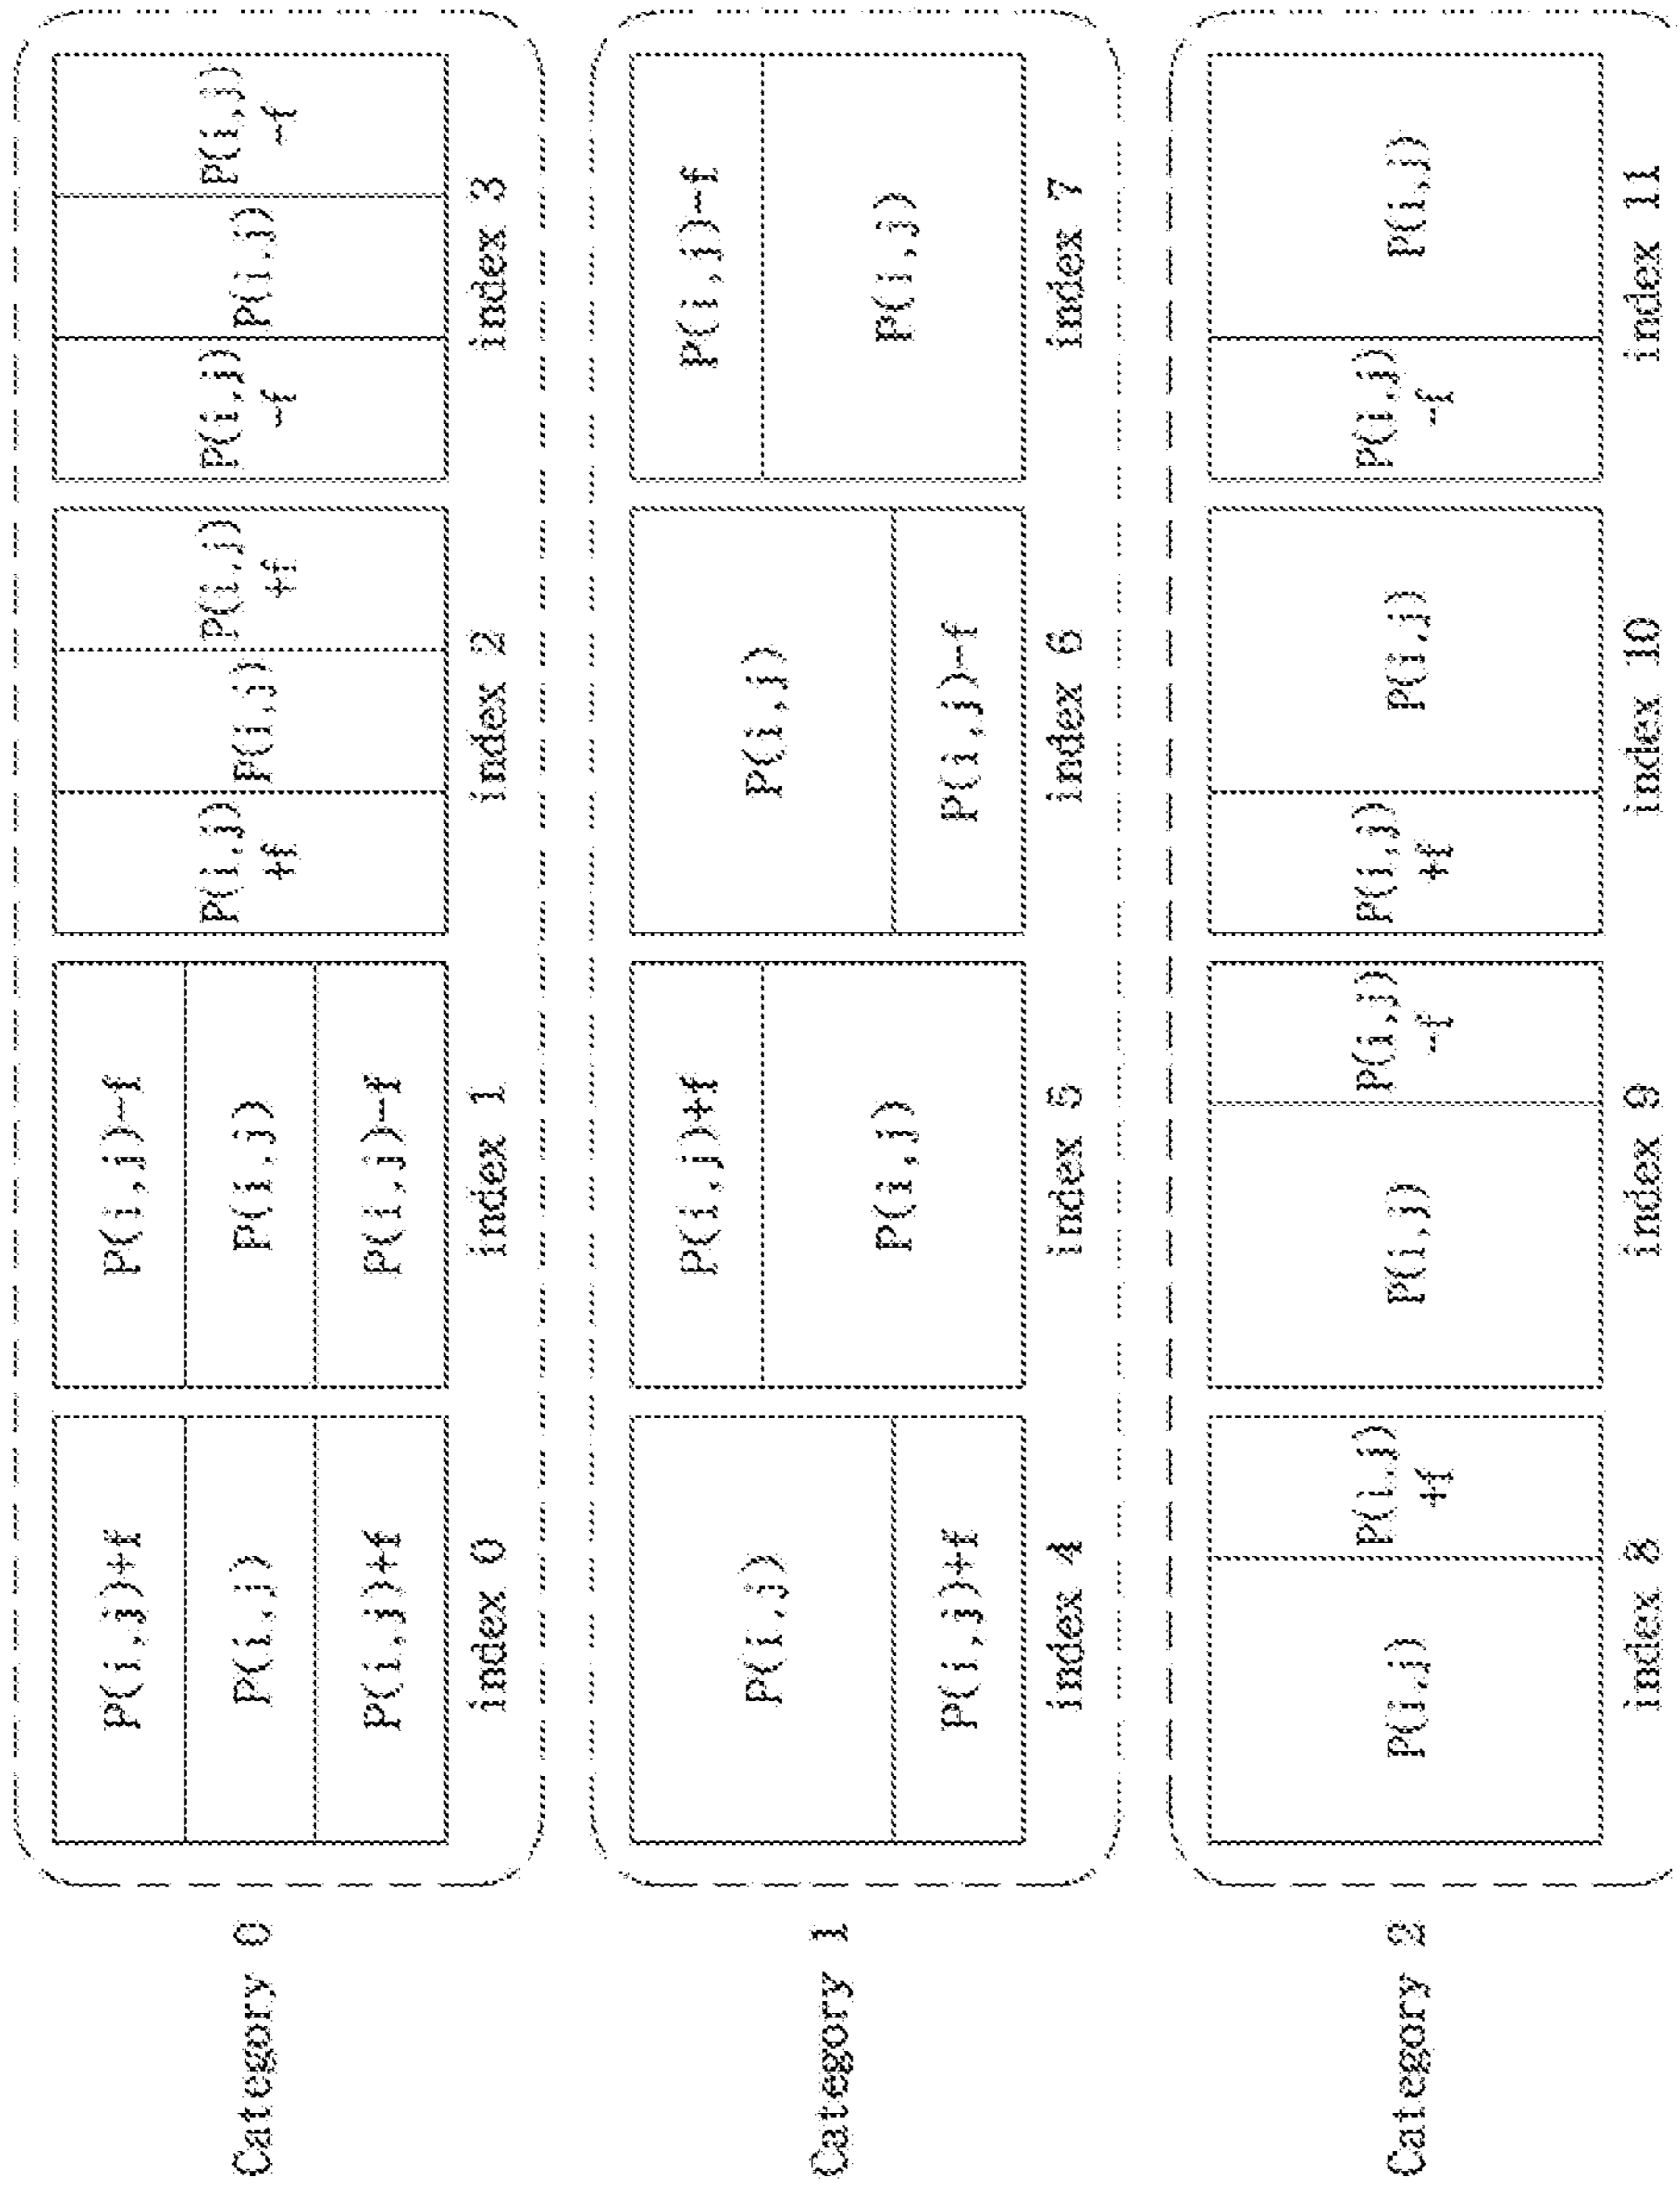 Category 0
P(i,j)+f
P(i,j)
P(i,j)+f
index 0
P(i,j)-f
P(i,j)
P(i,j)-f
index 1
P(i,j)
+f
P(i,j)
P(i,j)
+f
index 2
P(i,j)
-f
P(i,j)
P(i,j)
-f
index 3
Category 1
P(i,j)
P(i,j)+f
index 4
P(i,j)+f
P(i,j)
index 5
P(i,j)
P(i,j)-f
index 6
P(i,j)-f
P(i,j)
index 7
Category 2
P(i,j)
P(i,j)
+f
index 8
P(i,j)
P(i,j)
-f
index 9
P(i,j)
+f
P(i,j)
index 10
P(i,j)
-f
P(i,j)
index 11